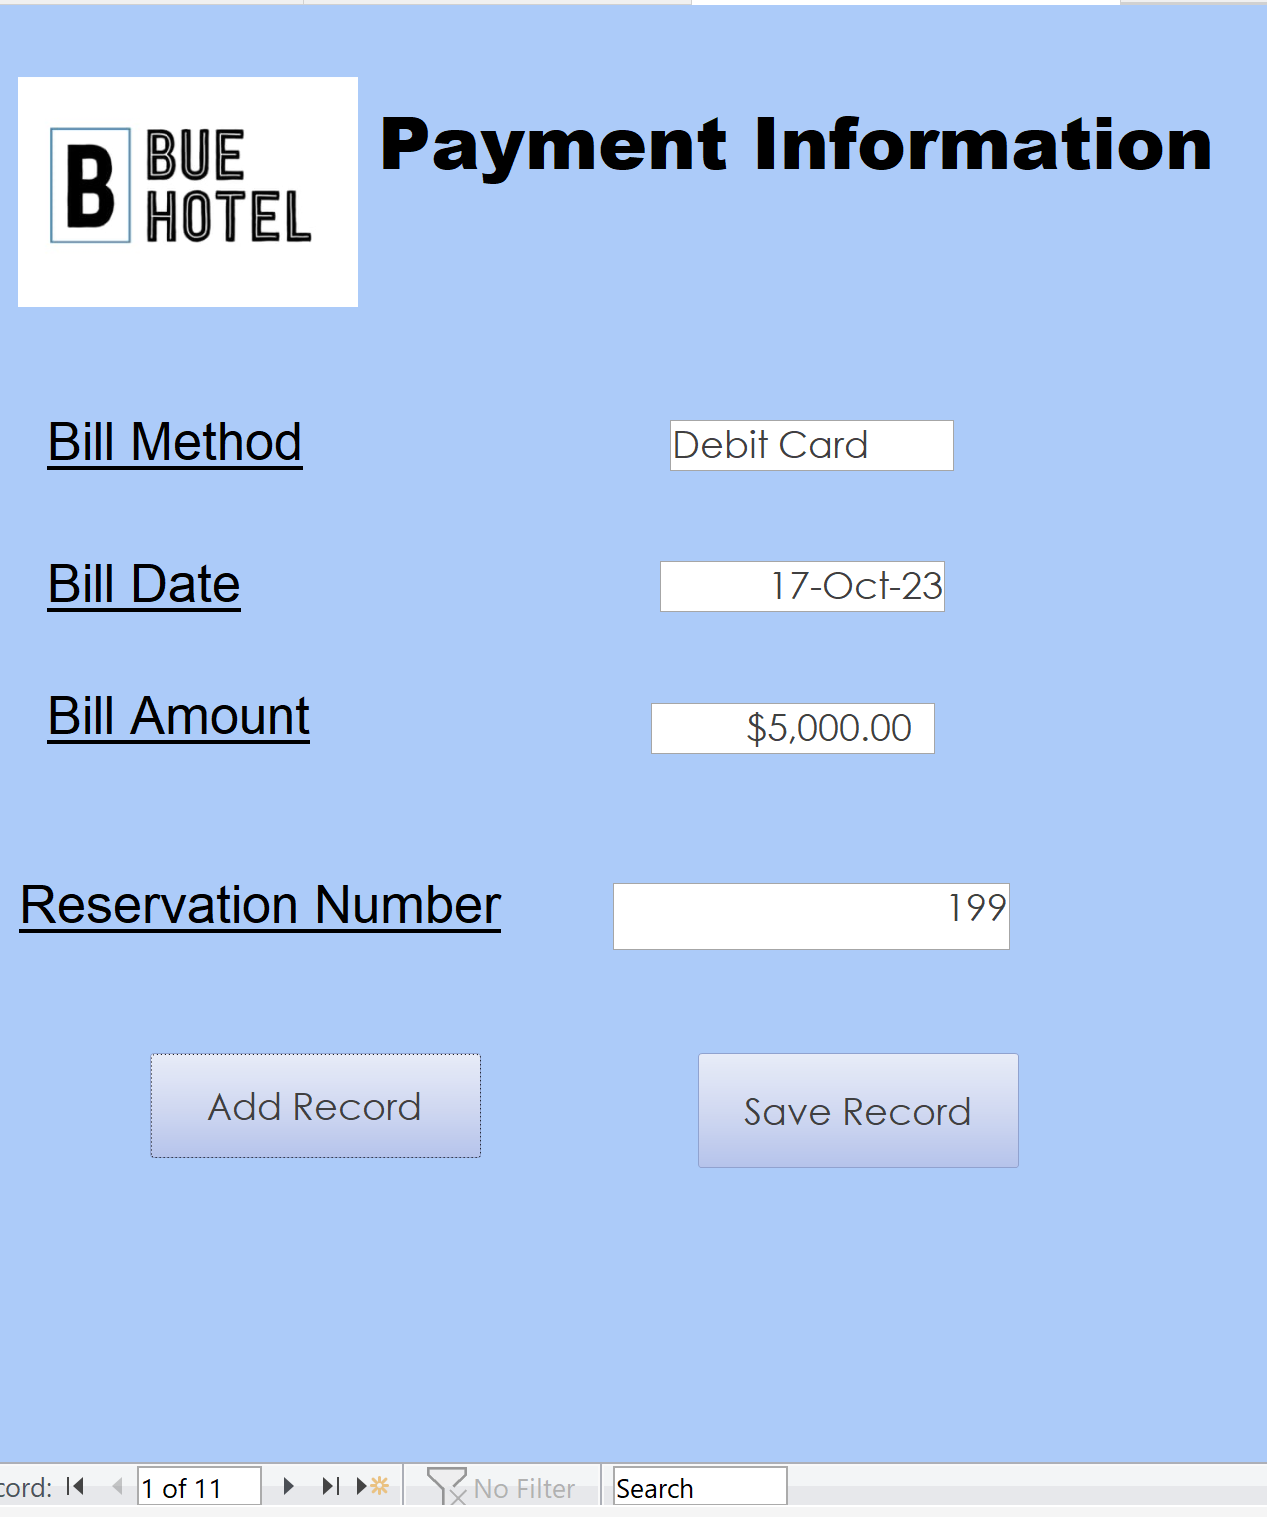 B BUE
HOTEL
Payment Information
Bill Method
Debit Card
Bill Date
17-Oct-23
Bill Amount
$5,000.00
Reservation Number
199
Add Record
Save Record
cord: 1 of 11 No Filter Search